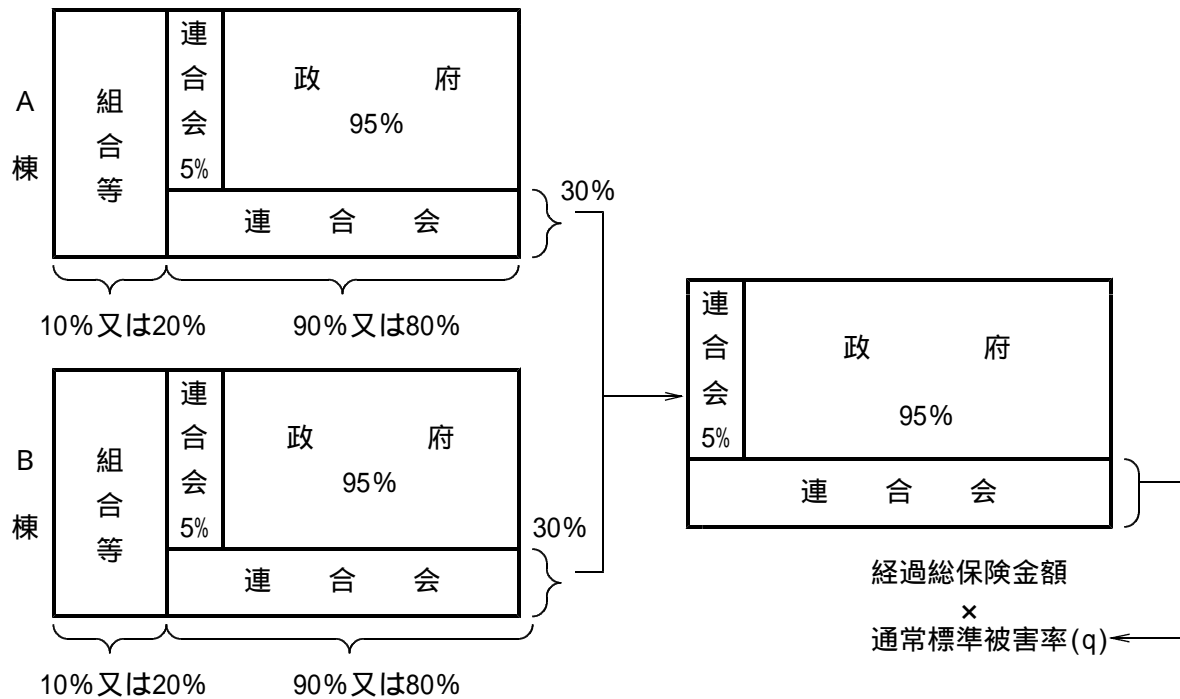 A棟
組合等
連合会
5%
政府
95%
連合会
30%
10%又は20%
90%又は80%
B棟
組合等
連合会
5%
政府
95%
連合会
30%
10%又は20%
90%又は80%
連合会
5%
政府
95%
連合会
経過総保険金額
×
通常標準被害率(q)